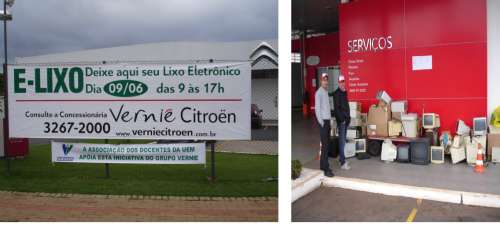 E-LIXO Deixe aqui seu Lixo Eletrônico
Dia 09/06 das 9 às 17h
Consulte a Concessionária
3267-2000
Verniê Citroën
www.verniecitroen.com.br
A ASSOCIAÇÃO DOS DOCENTES DA UEM
APOIA ESTA INICIATIVA DO GRUPO VERNIE
SERVIÇOS